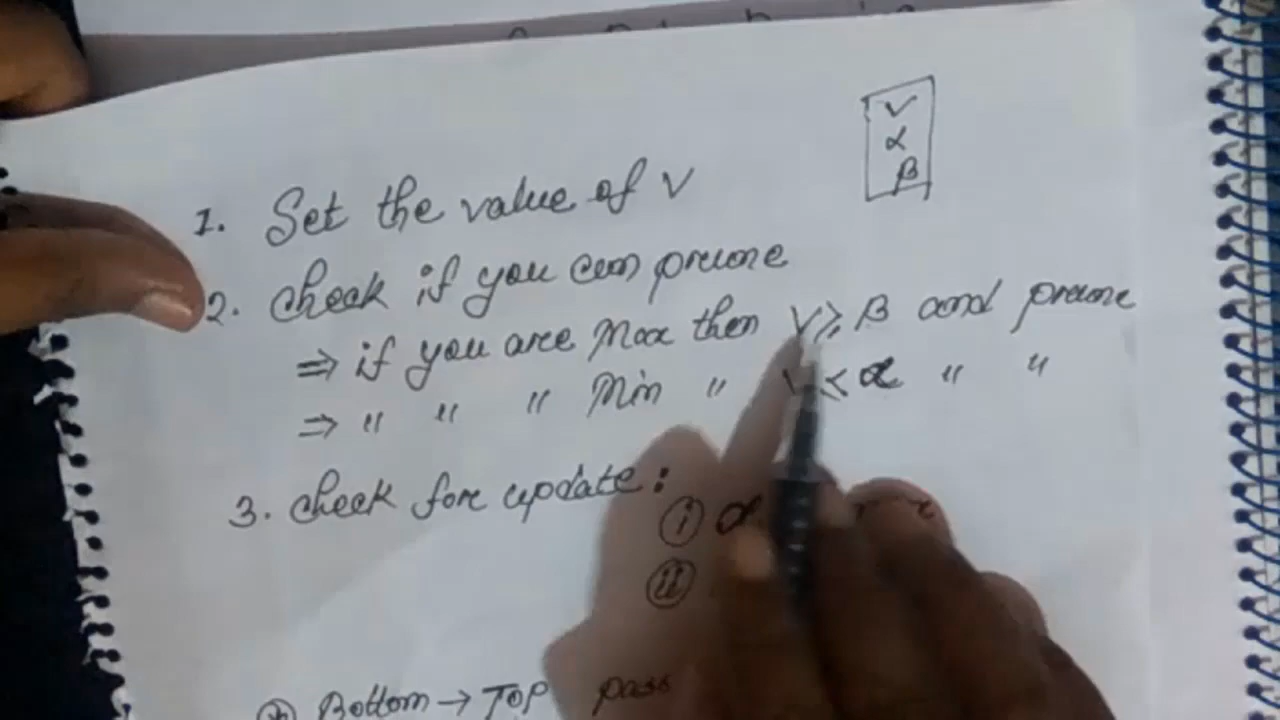 V
α
β
1. Set the value of v
2. Check if you can prune
⇒ if you are Max then V ≥ β and prune
⇒ " " " Min " V ≤ α " "
3. Check for update:
i α
ii
Bottom → Top pass